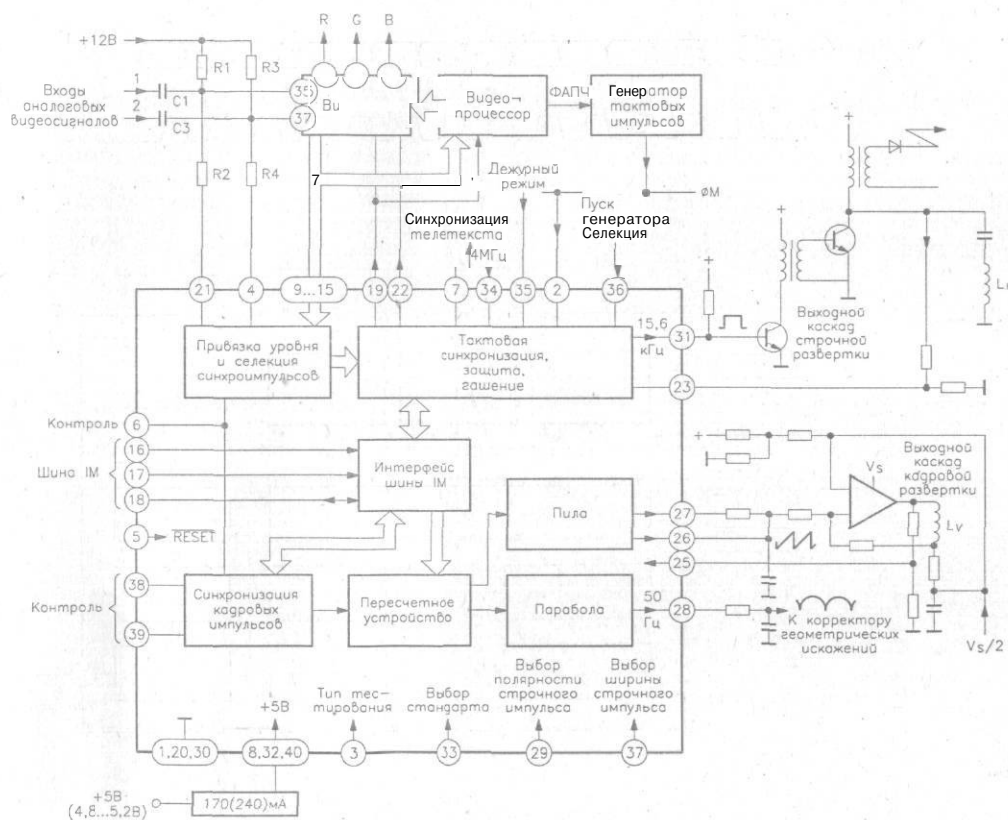 R G B
+12В
R1 R3
1
Входы
аналоговых
видеосигналов
2
C1
C3
35
37
Ви
Видео-
процессор
ФАПЧ
Генератор
тактовых
импульсов
R2 R4
7
Дежурный
режим
ØM
Пуск
генератора
Селекция
Синхронизация
телетекста
4МГц
21 4 9...15 19 22 7 34 35 2 36
Привязка уровня
и селекция
синхроимпульсов
Тактовая
синхронизация,
защита,
гашение
15,6
кГц
31
23
Выходной
каскад
строчной
развертки
Контроль
6
16
Шина IM
17
18
Интерфейс
шины IM
5
RESET
Пила
27
26
25
Выходной
каскад
кадровой
развертки
Vs
Lv
38
Контроль
39
Синхронизация
кадровых
импульсов
Пересчетное
устройство
Парабола
50
Гц
28
К корректору
геометрических
искажений
Vs/2
+5В
Тип тес-
тирования
Выбор
стандарта
Выбор
полярности
строчного
импульса
Выбор
ширины
строчного
импульса
1,20,30 8,32,40 3 33 29 37
+5В
(4,8...5,2В)
170(240)мА